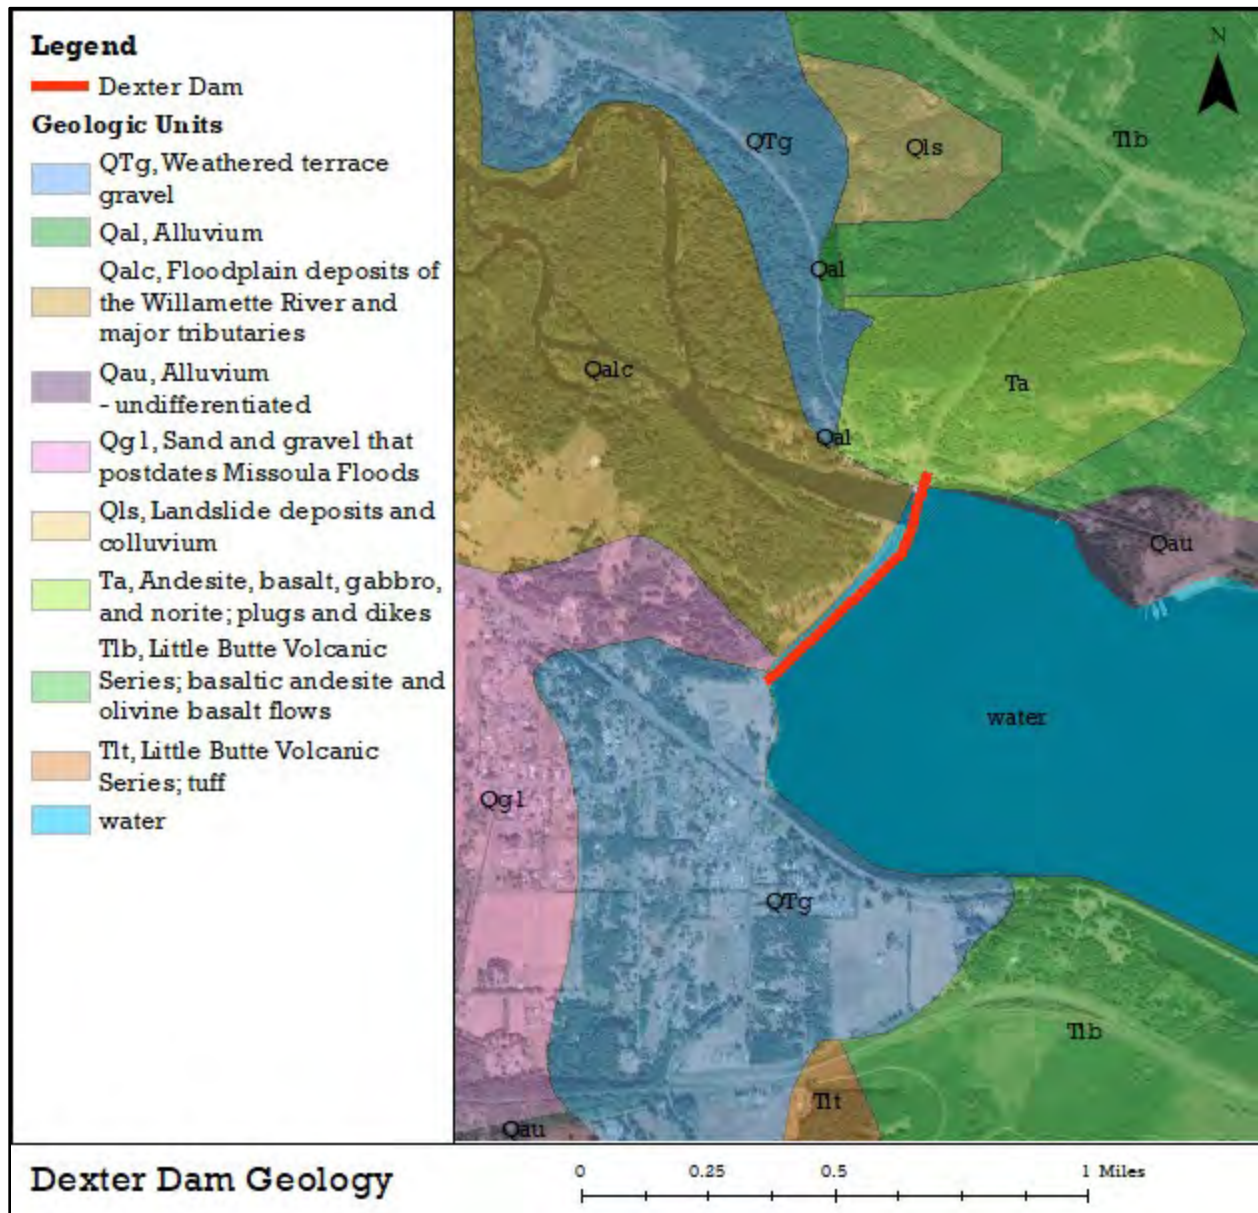 Legend
Dexter Dam
Geologic Units
QTg, Weathered terrace
gravel
Qal, Alluvium
Qalc, Floodplain deposits of
the Willamette River and
major tributaries
Qau, Alluvium
- undifferentiated
Qg1, Sand and gravel that
postdates Missoula Floods
Qls, Landslide deposits and
colluvium
Ta, Andesite, basalt, gabbro,
and norite; plugs and dikes
Tlb, Little Butte Volcanic
Series; basaltic andesite and
olivine basalt flows
Tlt, Little Butte Volcanic
Series; tuff
water
N
QTg
Qls
Tlb
Qal
Qalc
Ta
Qal
Qau
water
Qg1
QTg
Tlb
Tlt
Qau
Dexter Dam Geology
0 0.25 0.5 1 Miles